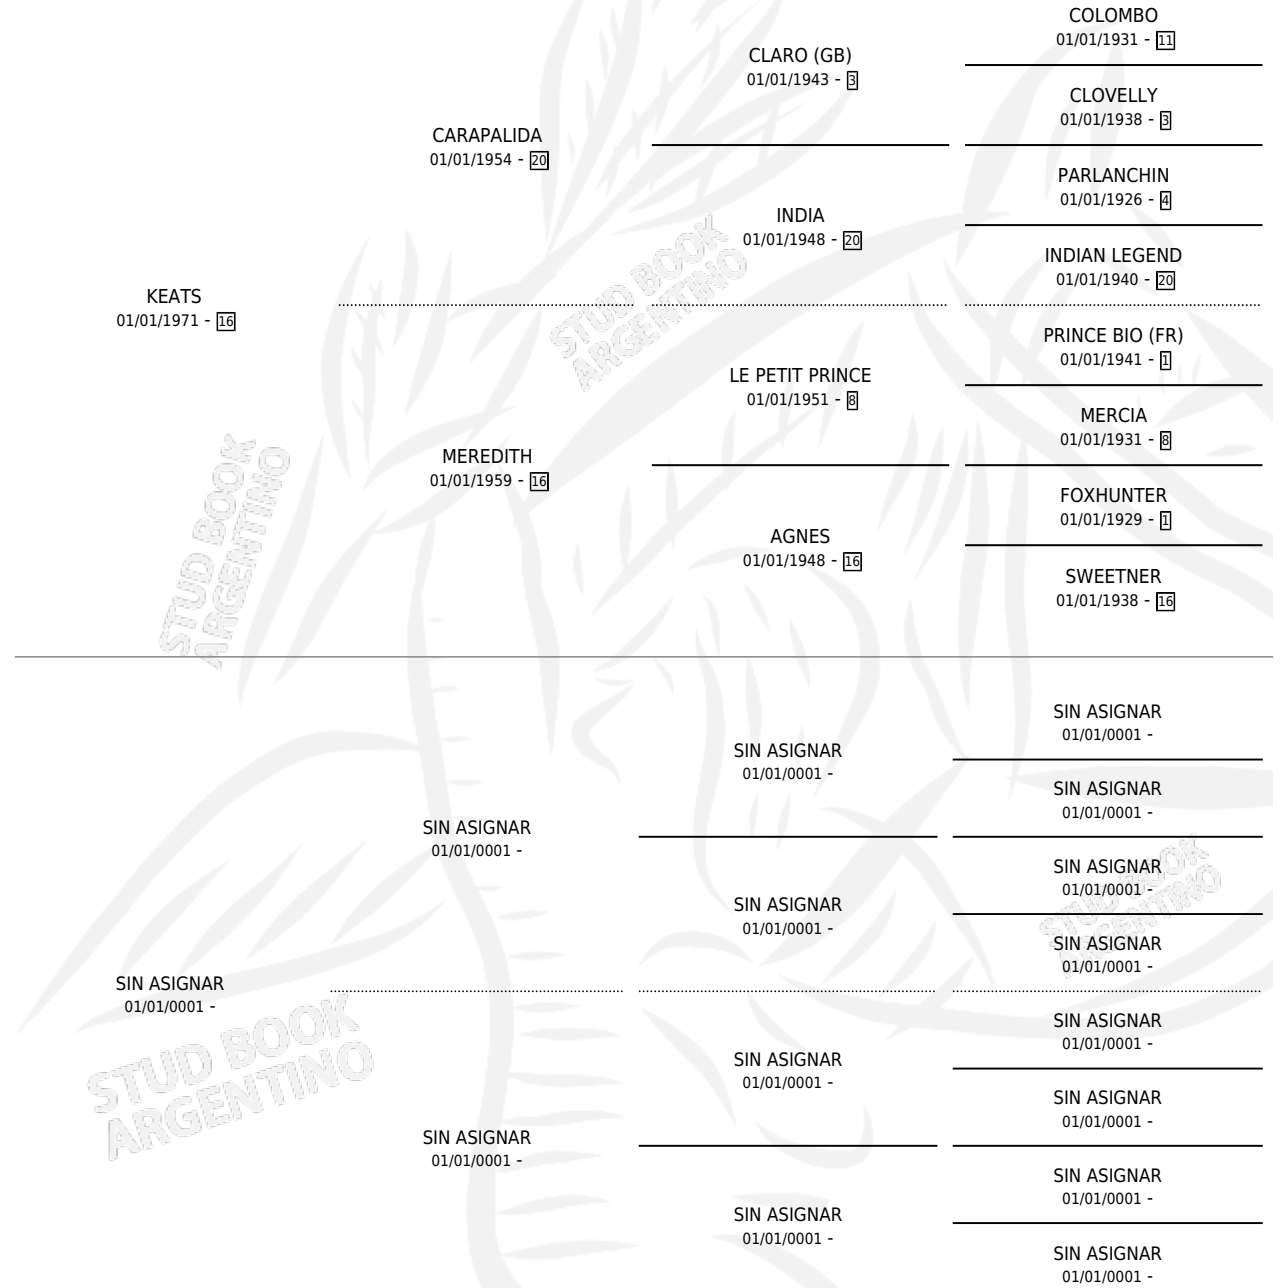 COLOMBO
01/01/1931 - 11
CLARO (GB)
01/01/1943 - 3
CLOVELLY
01/01/1938 - 3
CARAPALIDA
01/01/1954 - 20
PARLANCHIN
01/01/1926 - 4
INDIA
01/01/1948 - 20
INDIAN LEGEND
01/01/1940 - 20
KEATS
01/01/1971 - 16
PRINCE BIO (FR)
01/01/1941 - 1
LE PETIT PRINCE
01/01/1951 - 8
MERCIA
01/01/1931 - 8
MEREDITH
01/01/1959 - 16
FOXHUNTER
01/01/1929 - 1
AGNES
01/01/1948 - 16
SWEETNER
01/01/1938 - 16
STUD BOOK
ARGENTINO
STUD BOOK
ARGENTINO
SIN ASIGNAR
01/01/0001 -
SIN ASIGNAR
01/01/0001 -
SIN ASIGNAR
01/01/0001 -
SIN ASIGNAR
01/01/0001 -
SIN ASIGNAR
01/01/0001 -
SIN ASIGNAR
01/01/0001 -
SIN ASIGNAR
01/01/0001 -
SIN ASIGNAR
01/01/0001 -
SIN ASIGNAR
01/01/0001 -
SIN ASIGNAR
01/01/0001 -
SIN ASIGNAR
01/01/0001 -
SIN ASIGNAR
01/01/0001 -
SIN ASIGNAR
01/01/0001 -
SIN ASIGNAR
01/01/0001 -
SIN ASIGNAR
01/01/0001 -
STUD BOOK
ARGENTINO
STUD BOOK
ARGENTINO